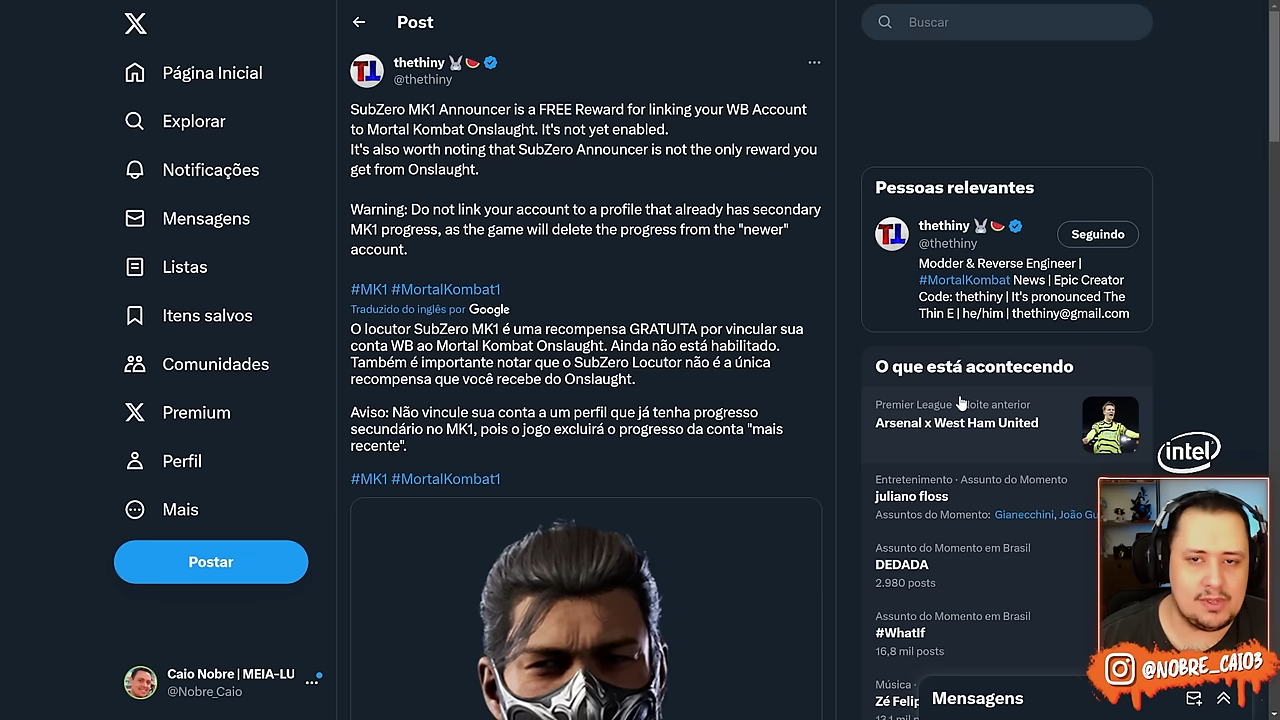 Página Inicial
Explorar
Notificações
Mensagens
Listas
Itens salvos
Comunidades
Premium
Perfil
Mais
Postar
Caio Nobre | MEIA-LU
@Nobre_Caio
Post
thethiny
@thethiny
SubZero MK1 Announcer is a FREE Reward for linking your WB Account
to Mortal Kombat Onslaught. It's not yet enabled.
It's also worth noting that SubZero Announcer is not the only reward you
get from Onslaught.
Warning: Do not link your account to a profile that already has secondary
MK1 progress, as the game will delete the progress from the "newer"
account.
#MK1 #MortalKombat1
Traduzido do inglês por Google
O locutor SubZero MK1 é uma recompensa GRATUITA por vincular sua
conta WB ao Mortal Kombat Onslaught. Ainda não está habilitado.
Também é importante notar que o SubZero Locutor não é a única
recompensa que você recebe do Onslaught.
Aviso: Não vincule sua conta a um perfil que já tenha progresso
secundário no MK1, pois o jogo excluirá o progresso da conta "mais
recente".
#MK1 #MortalKombat1
Buscar
Pessoas relevantes
thethiny
@thethiny
Seguindo
Modder & Reverse Engineer |
#MortalKombat News | Epic Creator
Code: thethiny | It's pronounced The
Thin E | he/him | thethiny@gmail.com
O que está acontecendo
Premier League · Noite anterior
Arsenal x West Ham United
Entretenimento · Assunto do Momento
juliano floss
Assuntos do Momento: Gianecchini, João Gu
Assunto do Momento em Brasil
DEDADA
2.980 posts
Assunto do Momento em Brasil
#WhatIf
16,8 mil posts
Música ·
Zé Felip
Mensagens
intel
@NOBRE_CAIO3